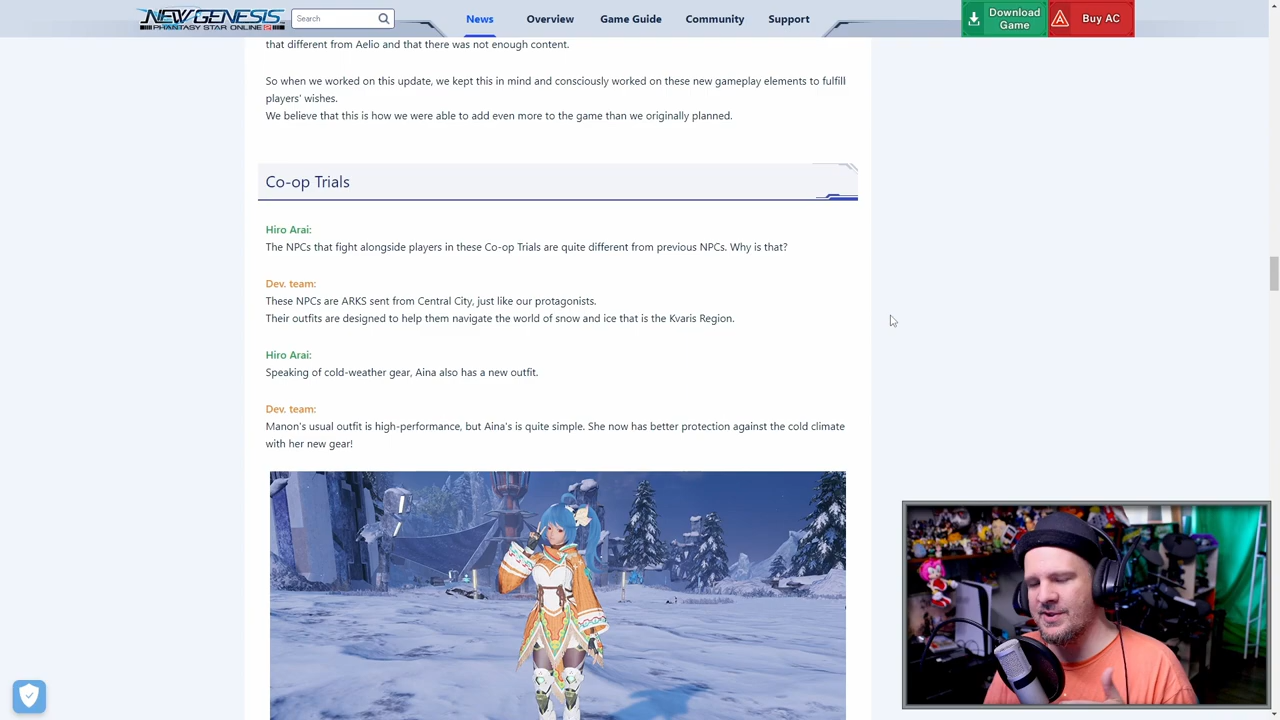 NEW GENESIS
PHANTASY STAR ONLINE 2
Search
News
Overview
Game Guide
Community
Support
Download
Game
Buy AC
that different from Aelio and that there was not enough content.
So when we worked on this update, we kept this in mind and consciously worked on these new gameplay elements to fulfill
players' wishes.
We believe that this is how we were able to add even more to the game than we originally planned.
Co-op Trials
Hiro Arai:
The NPCs that fight alongside players in these Co-op Trials are quite different from previous NPCs. Why is that?
Dev. team:
These NPCs are ARKS sent from Central City, just like our protagonists.
Their outfits are designed to help them navigate the world of snow and ice that is the Kvaris Region.
Hiro Arai:
Speaking of cold-weather gear, Aina also has a new outfit.
Dev. team:
Manon's usual outfit is high-performance, but Aina's is quite simple. She now has better protection against the cold climate
with her new gear!